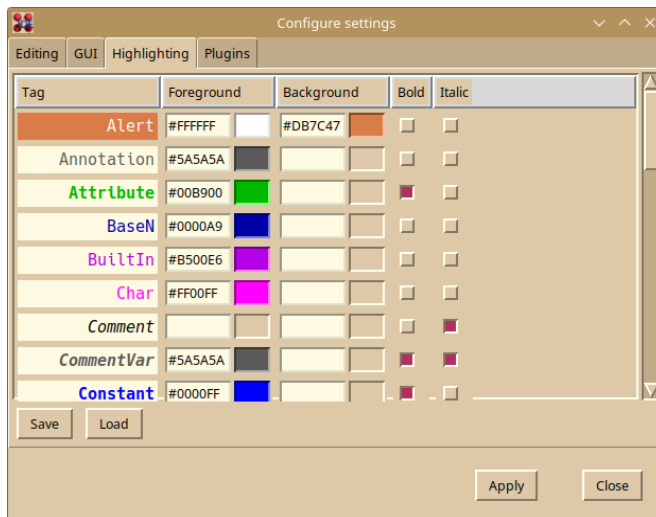 Configure settings
Editing GUI Highlighting Plugins
Tag Foreground Background Bold Italic
Alert #FFFFFF #DB7C47
Annotation #5A5A5A
Attribute #00B900
BaseN #0000A9
BuiltIn #B500E6
Char #FF00FF
Comment
CommentVar #5A5A5A
Constant #0000FF
Save Load
Apply Close